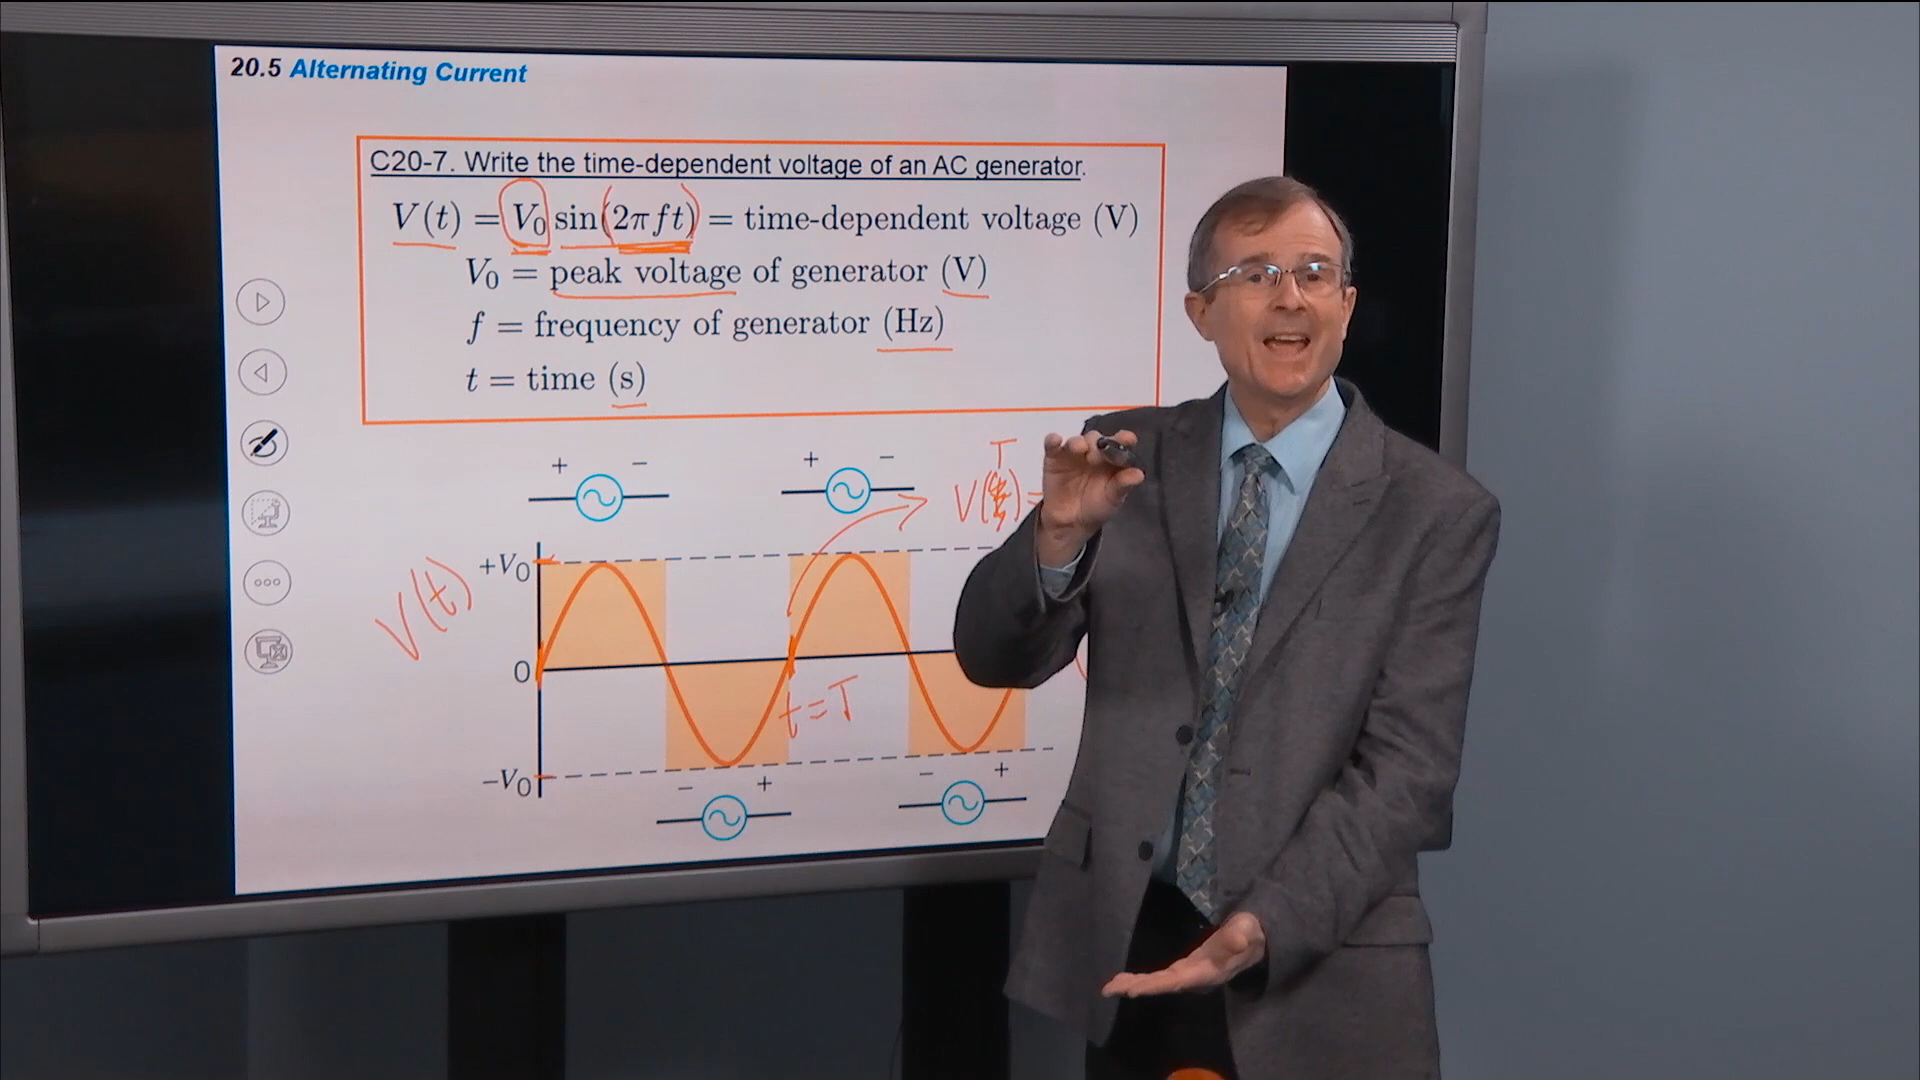 20.5 Alternating Current
C20-7. Write the time-dependent voltage of an AC generator.
V(t) = V₀ sin(2πft) = time-dependent voltage (V)
V₀ = peak voltage of generator (V)
f = frequency of generator (Hz)
t = time (s)
+ −
+ −
T
V( ) =
V(t)
+V₀
0
t=T
−V₀
− +
− +